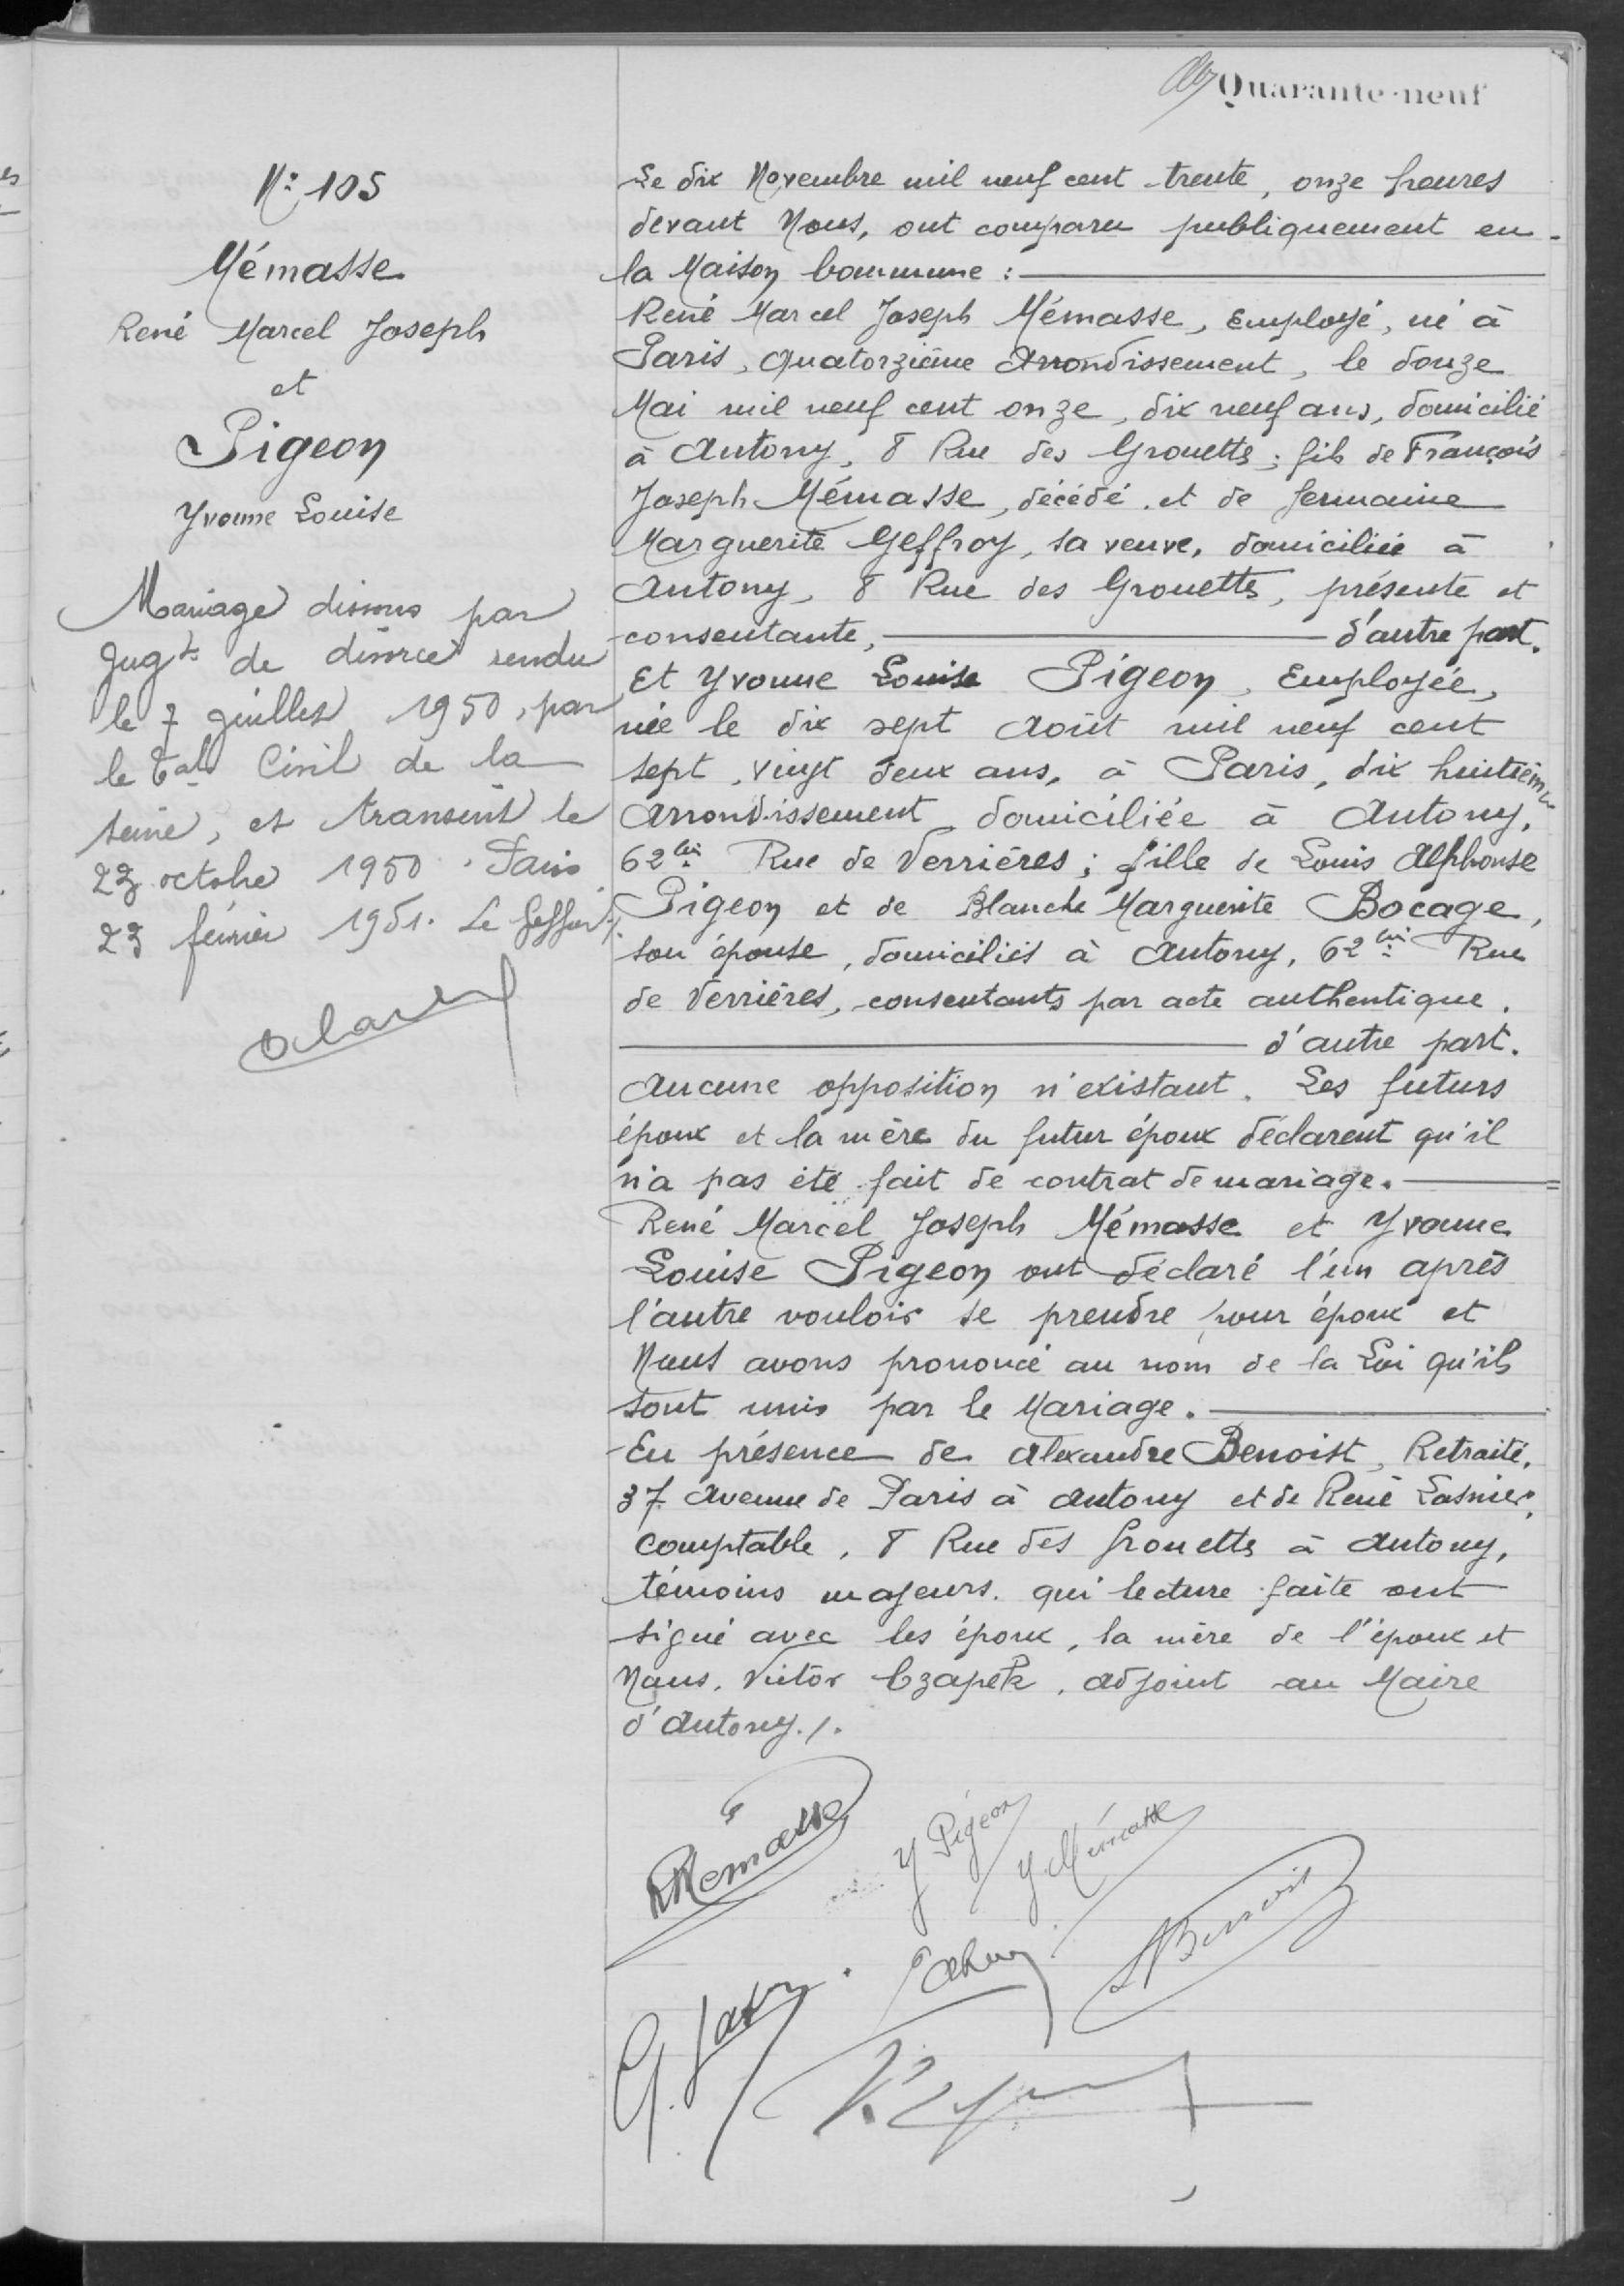 Quarante-neuf
N° 105
Mémasse
René Marcel Joseph
et
Pigeon
Yvonne Louise
Mariage dissous par
Jugt de divorce rendu
le 7 juillet 1950, par
le Tal Civil de la
Seine, et transcrit le
23 octobre 1950. Paris
23 février 1951. Le Greffier
Le dix Novembre mil neuf cent trente, onze heures
devant Nous, ont comparu publiquement en
la Maison Commune :
René Marcel Joseph Mémasse, Employé, né à
Paris, quatorzième Arrondissement, le douze
Mai mil neuf cent onze, dix neuf ans, domicilié
à Antony, 8 Rue des Grouettes ; fils de François
Joseph Mémasse, décédé. et de Germaine
Marguerite Geffroy, sa veuve, domiciliée à
Antony, 8 Rue des Grouettes, présente et
consentante, d'autre part.
Et Yvonne Louise Pigeon, Employée,
née le dix sept Août mil neuf cent
sept, vingt deux ans, à Paris, dix huitième
Arrondissement domiciliée à Antony,
62 bis Rue de Verrières ; fille de Louis Alphonse
Pigeon et de Blanche Marguerite Bocage,
son épouse, domiciliés à Antony, 62 bis Rue
de Verrières, consentants par acte authentique.
d'autre part.
Aucune opposition n'existant. Les futurs
époux et la mère du futur époux déclarent qu'il
n'a pas été fait de contrat de mariage.
René Marcel Joseph Mémasse et Yvonne
Louise Pigeon ont déclaré l'un après
l'autre vouloir se prendre pour époux et
Nous avons prononcé au nom de la Loi qu'ils
sont unis par le Mariage.
En présence de Alexandre Benoist, Retraité,
37 Avenue de Paris à Antony et de René Lasnier,
Comptable, 8 Rue des Grouettes à Antony,
témoins majeurs. qui lecture faite ont
signé avec les époux, la mère de l'époux et
Nous. Victor Czapek, Adjoint au Maire
d'Antony./.
RMémasse
Y Pigeon
Y Mémasse
ABenoist